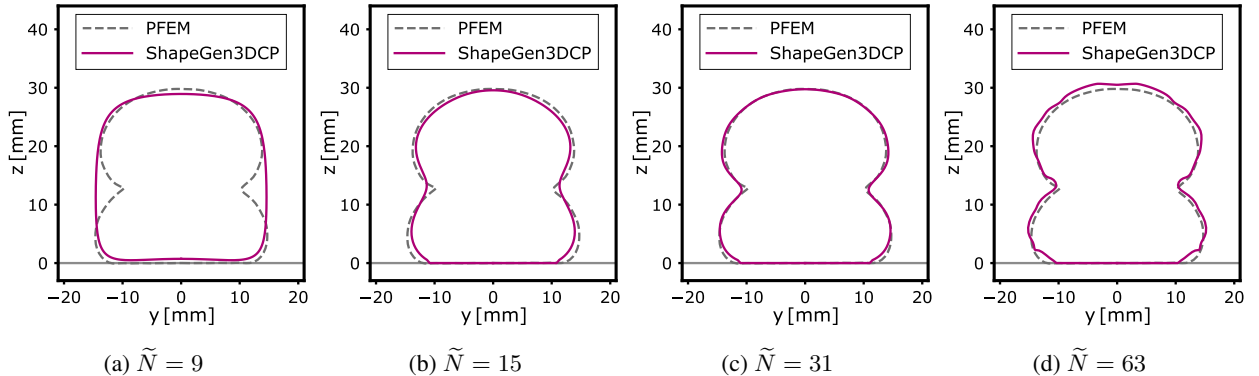 PFEM
ShapeGen3DCP
z [mm]
40
30
20
10
0
−20 −10 0 10 20
y [mm]
(a) Ñ = 9
PFEM
ShapeGen3DCP
z [mm]
40
30
20
10
0
−20 −10 0 10 20
y [mm]
(b) Ñ = 15
PFEM
ShapeGen3DCP
z [mm]
40
30
20
10
0
−20 −10 0 10 20
y [mm]
(c) Ñ = 31
PFEM
ShapeGen3DCP
z [mm]
40
30
20
10
0
−20 −10 0 10 20
y [mm]
(d) Ñ = 63